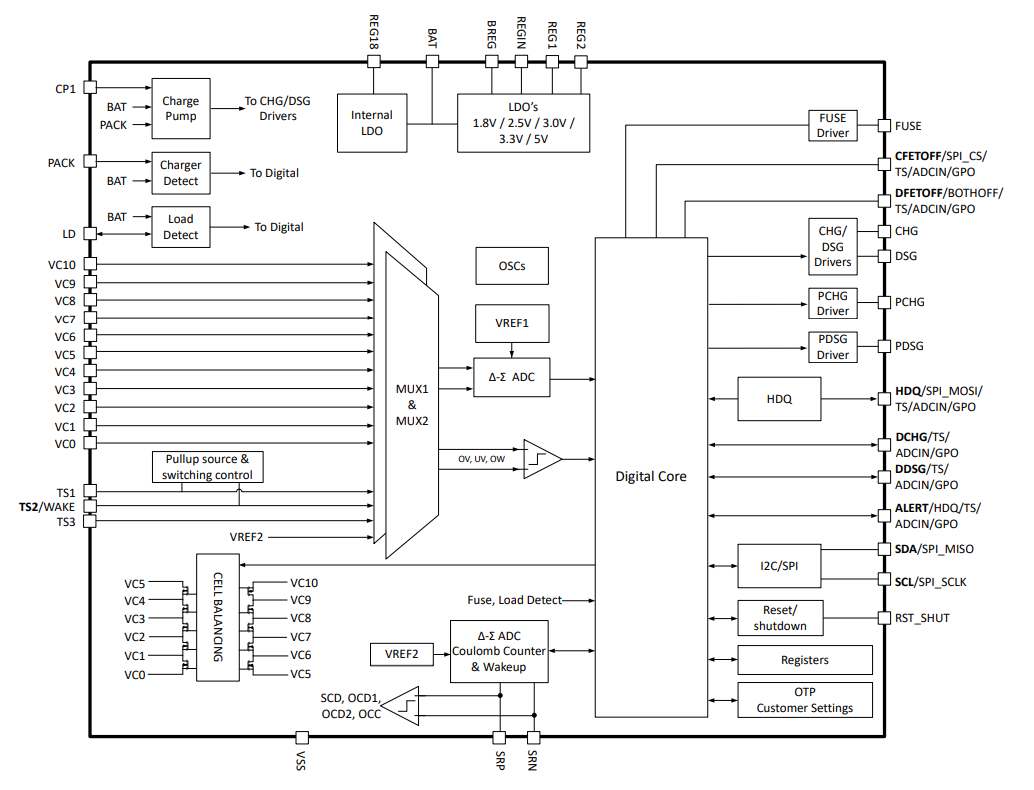 REG18
BAT
BREG
REGIN
REG1
REG2
CP1
BAT
PACK
Charge
Pump
To CHG/DSG
Drivers
Internal
LDO
LDO's
1.8V / 2.5V / 3.0V /
3.3V / 5V
FUSE
Driver
FUSE
PACK
BAT
Charger
Detect
To Digital
CFETOFF/SPI_CS/
TS/ADCIN/GPO
DFETOFF/BOTHOFF/
TS/ADCIN/GPO
BAT
LD
Load
Detect
To Digital
CHG/
DSG
Drivers
CHG
DSG
VC10
VC9
VC8
VC7
VC6
VC5
VC4
VC3
VC2
VC1
VC0
OSCs
VREF1
Δ-Σ ADC
MUX1
&
MUX2
OV, UV, OW
Digital Core
PCHG
Driver
PCHG
PDSG
Driver
PDSG
HDQ
HDQ/SPI_MOSI/
TS/ADCIN/GPO
DCHG/TS/
ADCIN/GPO
DDSG/TS/
ADCIN/GPO
ALERT/HDQ/TS/
ADCIN/GPO
Pullup source &
switching control
TS1
TS2/WAKE
TS3
VREF2
I2C/SPI
SDA/SPI_MISO
SCL/SPI_SCLK
VC5
VC4
VC3
VC2
VC1
VC0
CELL BALANCING
VC10
VC9
VC8
VC7
VC6
VC5
Fuse, Load Detect
Reset/
shutdown
RST_SHUT
VREF2
Δ-Σ ADC
Coulomb Counter
& Wakeup
Registers
OTP
Customer Settings
SCD, OCD1,
OCD2, OCC
VSS
SRP
SRN